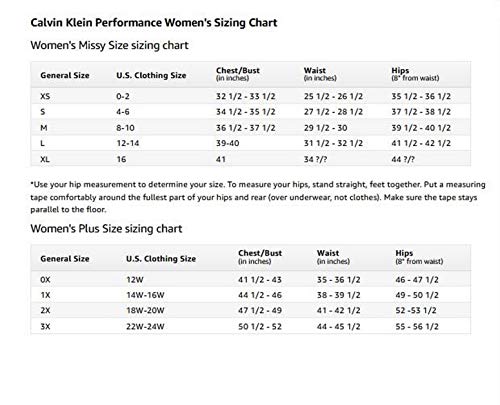 Calvin Klein Performance Women's Sizing Chart
Women's Missy Size sizing chart
General Size U.S. Clothing Size Chest/Bust (in inches) Waist (in inches) Hips (8" from waist)
XS 0-2 32 1/2 - 33 1/2 25 1/2 - 26 1/2 35 1/2 - 36 1/2
S 4-6 34 1/2 - 35 1/2 27 1/2 - 28 1/2 37 1/2 - 38 1/2
M 8-10 36 1/2 - 37 1/2 29 1/2 - 30 39 1/2 - 40 1/2
L 12-14 39-40 31 1/2 - 32 1/2 41 1/2 - 42 1/2
XL 16 41 34 ?/? 44 ?/?
*Use your hip measurement to determine your size. To measure your hips, stand straight, feet together. Put a measuring
tape comfortably around the fullest part of your hips and rear (over underwear, not clothes). Make sure the tape stays
parallel to the floor.
Women's Plus Size sizing chart
General Size U.S. Clothing Size Chest/Bust (in inches) Waist (in inches) Hips (8" from waist)
0X 12W 41 1/2 - 43 35 - 36 1/2 46 - 47 1/2
1X 14W-16W 44 1/2 - 46 38 - 39 1/2 49 - 50 1/2
2X 18W-20W 47 1/2 - 49 41 - 42 1/2 52 -53 1/2
3X 22W-24W 50 1/2 - 52 44 - 45 1/2 55 - 56 1/2